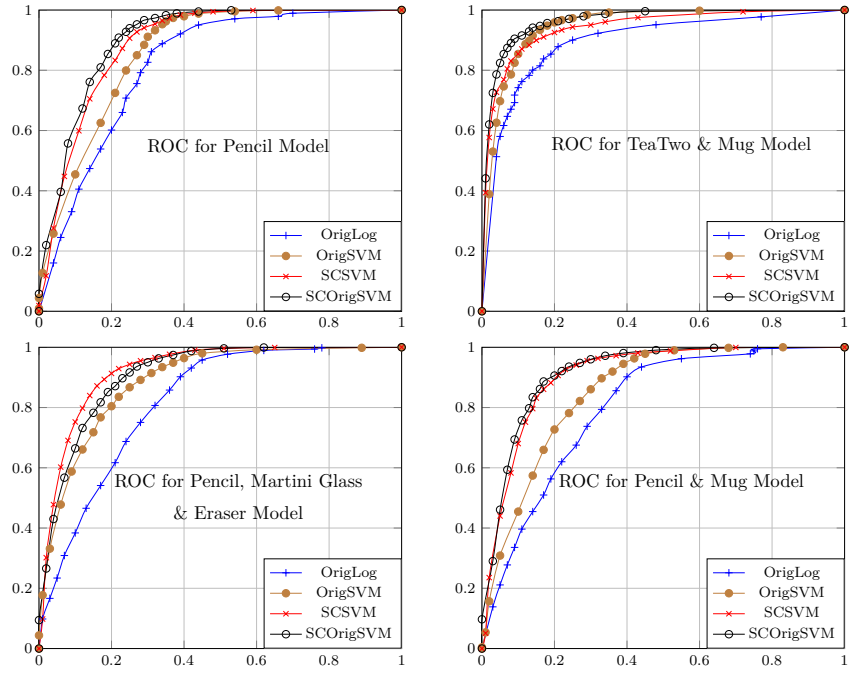 1
0.8
0.6
0.4
0.2
0
0 0.2 0.4 0.6 0.8 1
ROC for Pencil Model
OrigLog
OrigSVM
SCSVM
SCOrigSVM
1
0.8
0.6
0.4
0.2
0
0 0.2 0.4 0.6 0.8 1
ROC for TeaTwo & Mug Model
OrigLog
OrigSVM
SCSVM
SCOrigSVM
1
0.8
0.6
0.4
0.2
0
0 0.2 0.4 0.6 0.8 1
ROC for Pencil, Martini Glass
& Eraser Model
OrigLog
OrigSVM
SCSVM
SCOrigSVM
1
0.8
0.6
0.4
0.2
0
0 0.2 0.4 0.6 0.8 1
ROC for Pencil & Mug Model
OrigLog
OrigSVM
SCSVM
SCOrigSVM